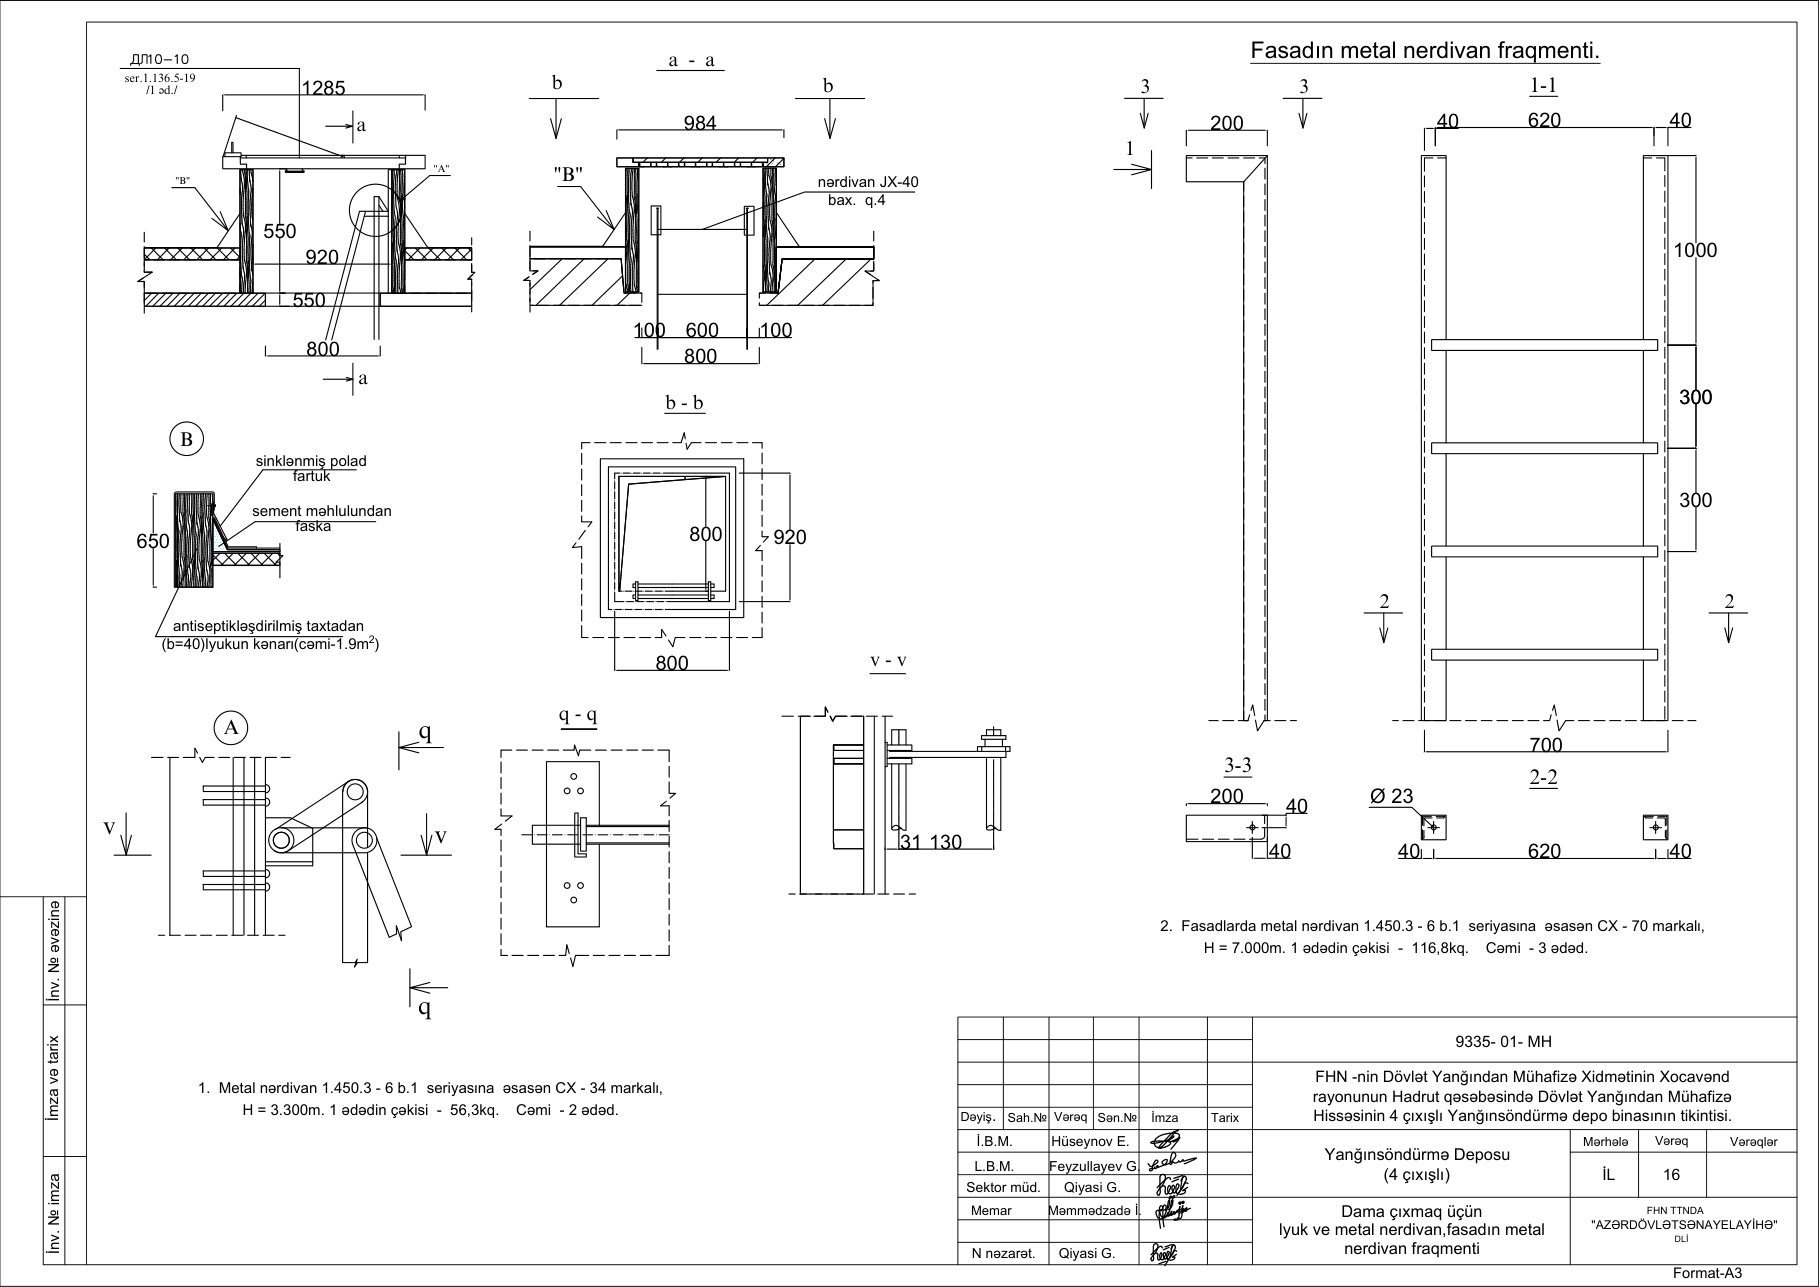 ДЛ10–10
ser.1.136.5-19
/1 əd./
1285
a
"A"
"B"
550
920
550
800
a
a - a
b
b
984
"B"
nərdivan JX-40
bax. q.4
100 600 100
800
b - b
800
920
800
B
sinklənmiş polad
fartuk
sement məhlulundan
faska
650
antiseptikləşdirilmiş taxtadan
(b=40)lyukun kənarı(cəmi-1.9m²)
A
q
v
v
q
q - q
v - v
31 130
Fasadın metal nerdivan fraqmenti.
3
3
200
1
1-1
40
620
40
1000
300
300
2
2
700
3-3
200
40
40
2-2
Ø 23
40
620
40
1. Metal nərdivan 1.450.3 - 6 b.1 seriyasına əsasən CX - 34 markalı,
H = 3.300m. 1 ədədin çəkisi - 56,3kq. Cəmi - 2 ədəd.
2. Fasadlarda metal nərdivan 1.450.3 - 6 b.1 seriyasına əsasən CX - 70 markalı,
H = 7.000m. 1 ədədin çəkisi - 116,8kq. Cəmi - 3 ədəd.
İnv. № əvəzinə
İmza və tarix
İnv. № imza
9335- 01- MH
FHN -nin Dövlət Yanğından Mühafizə Xidmətinin Xocavənd
rayonunun Hadrut qəsəbəsində Dövlət Yanğından Mühafizə
Hissəsinin 4 çıxışlı Yanğınsöndürmə depo binasının tikintisi.
Dəyiş. Sah.№ Vərəq Sən.№ İmza Tarix
İ.B.M. Hüseynov E.
L.B.M. Feyzullayev G.
Sektor müd. Qiyasi G.
Memar Məmmədzadə İ.
N nəzarət. Qiyasi G.
Yanğınsöndürmə Deposu
(4 çıxışlı)
Mərhələ Vərəq Vərəqlər
İL 16
Dama çıxmaq üçün
lyuk ve metal nerdivan,fasadın metal
nerdivan fraqmenti
FHN TTNDA
"AZƏRDÖVLƏTSƏNAYELAYİHƏ"
DLİ
Format-A3